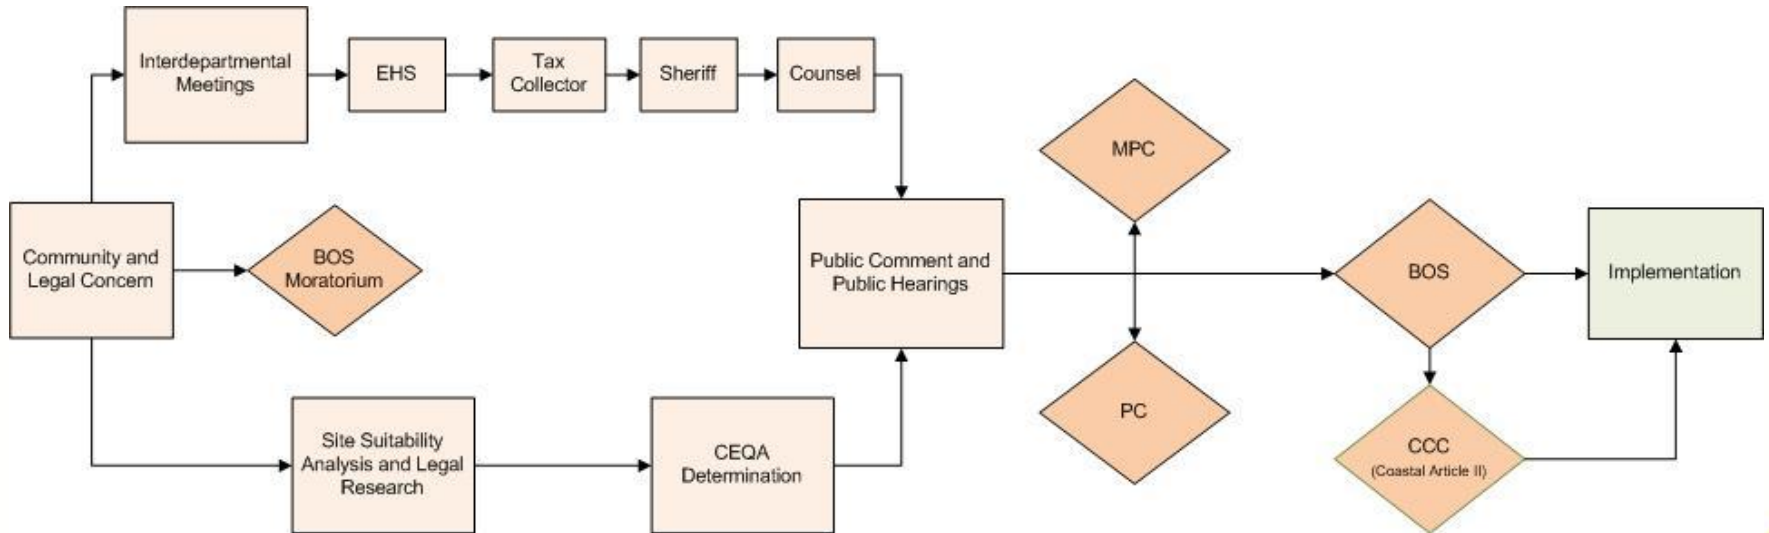 Interdepartmental
Meetings
EHS
Tax
Collector
Sheriff
Counsel
MPC
Community and
Legal Concern
BOS
Moratorium
Public Comment and
Public Hearings
BOS
Implementation
PC
Site Suitability
Analysis and Legal
Research
CEQA
Determination
CCC
(Coastal Article II)